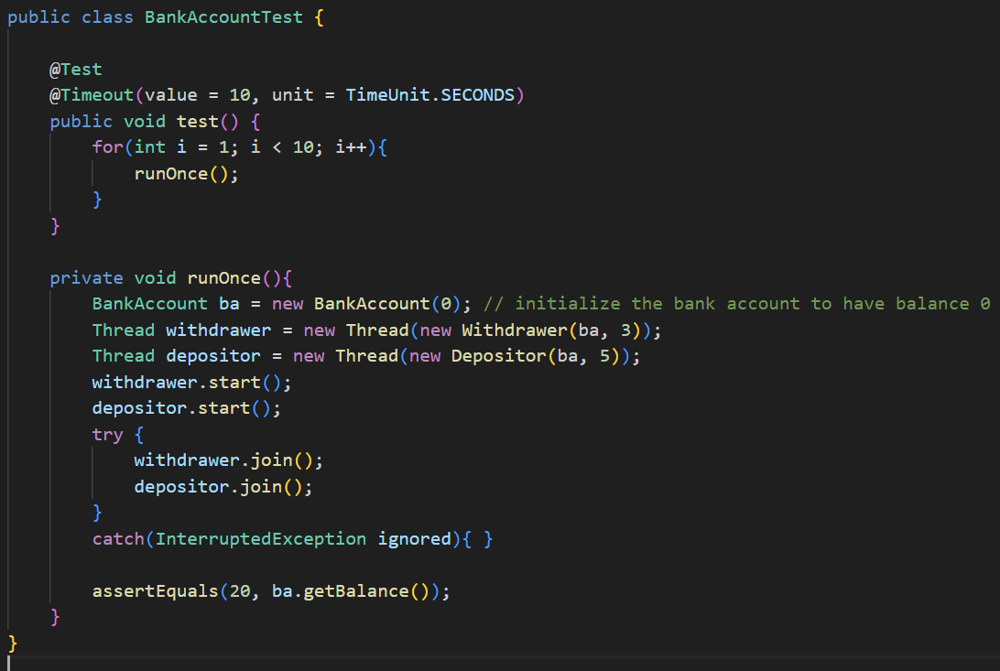 public class BankAccountTest {
@Test
@Timeout(value = 10, unit = TimeUnit.SECONDS)
public void test() {
for(int i = 1; i < 10; i++){
runOnce();
}
}
private void runOnce(){
BankAccount ba = new BankAccount(0); // initialize the bank account to have balance 0
Thread withdrawer = new Thread(new Withdrawer(ba, 3));
Thread depositor = new Thread(new Depositor(ba, 5));
withdrawer.start();
depositor.start();
try {
withdrawer.join();
depositor.join();
}
catch(InterruptedException ignored){ }
assertEquals(20, ba.getBalance());
}
}